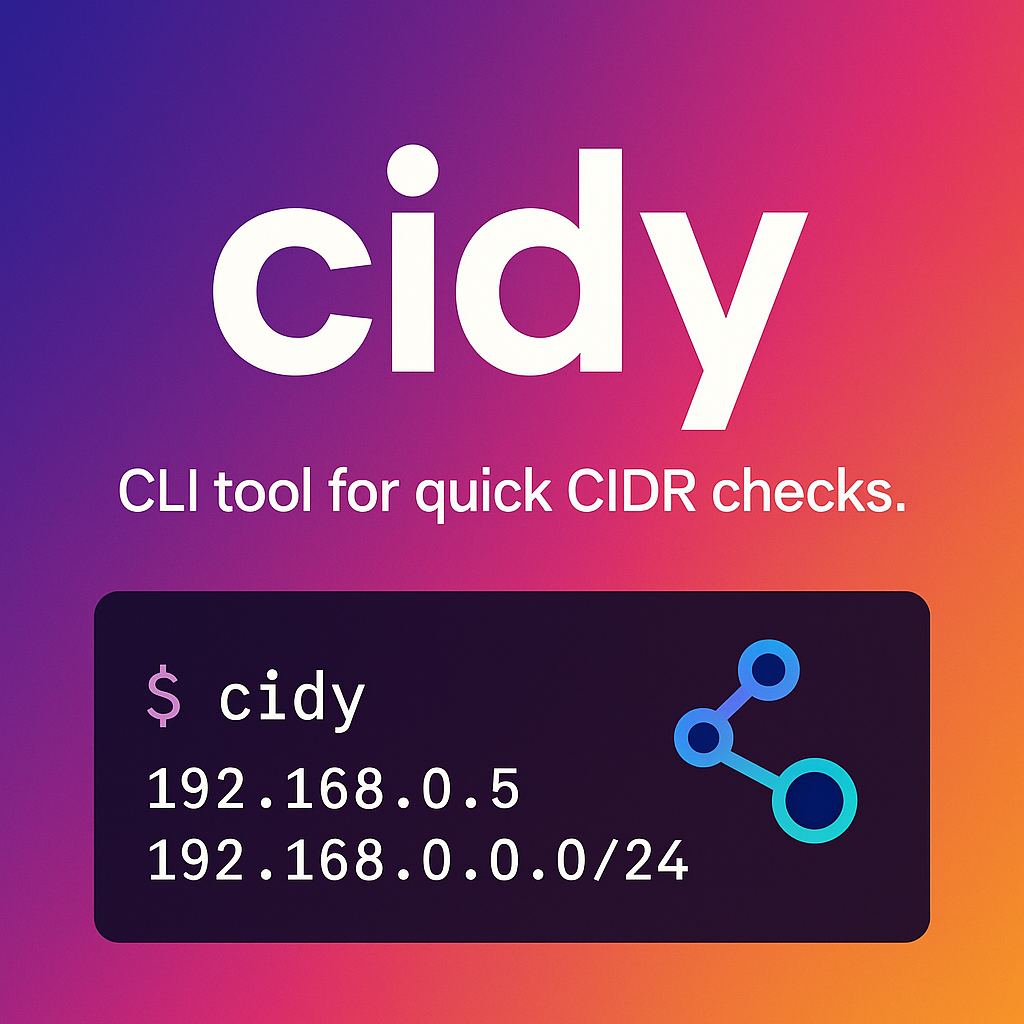 cidy
CLI tool for quick CIDR checks.
$ cidy
192.168.0.5
192.168.0.0.0/24